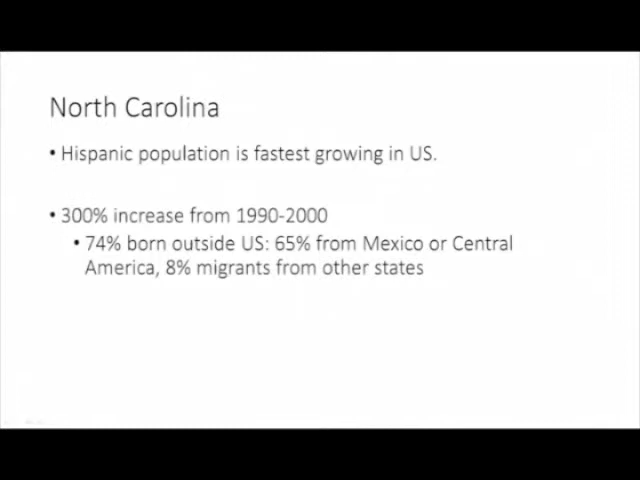 North Carolina
• Hispanic population is fastest growing in US.
• 300% increase from 1990-2000
• 74% born outside US: 65% from Mexico or Central
America, 8% migrants from other states